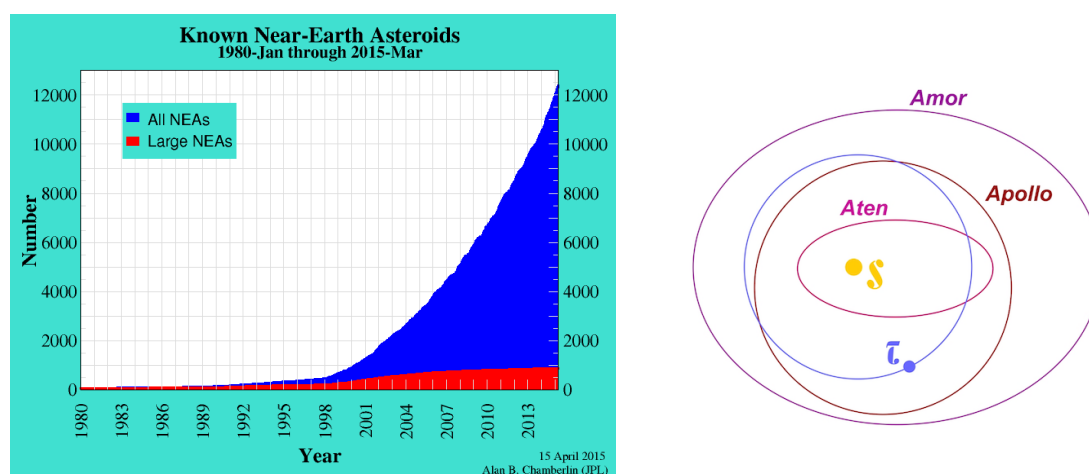 Known Near-Earth Asteroids
1980-Jan through 2015-Mar
12000
10000
8000
6000
4000
2000
0
Number
All NEAs
Large NEAs
12000
10000
8000
6000
4000
2000
0
1980
1983
1986
1989
1992
1995
1998
2001
2004
2007
2010
2013
Year
15 April 2015
Alan B. Chamberlin (JPL)
Amor
Apollo
Aten
S
τ